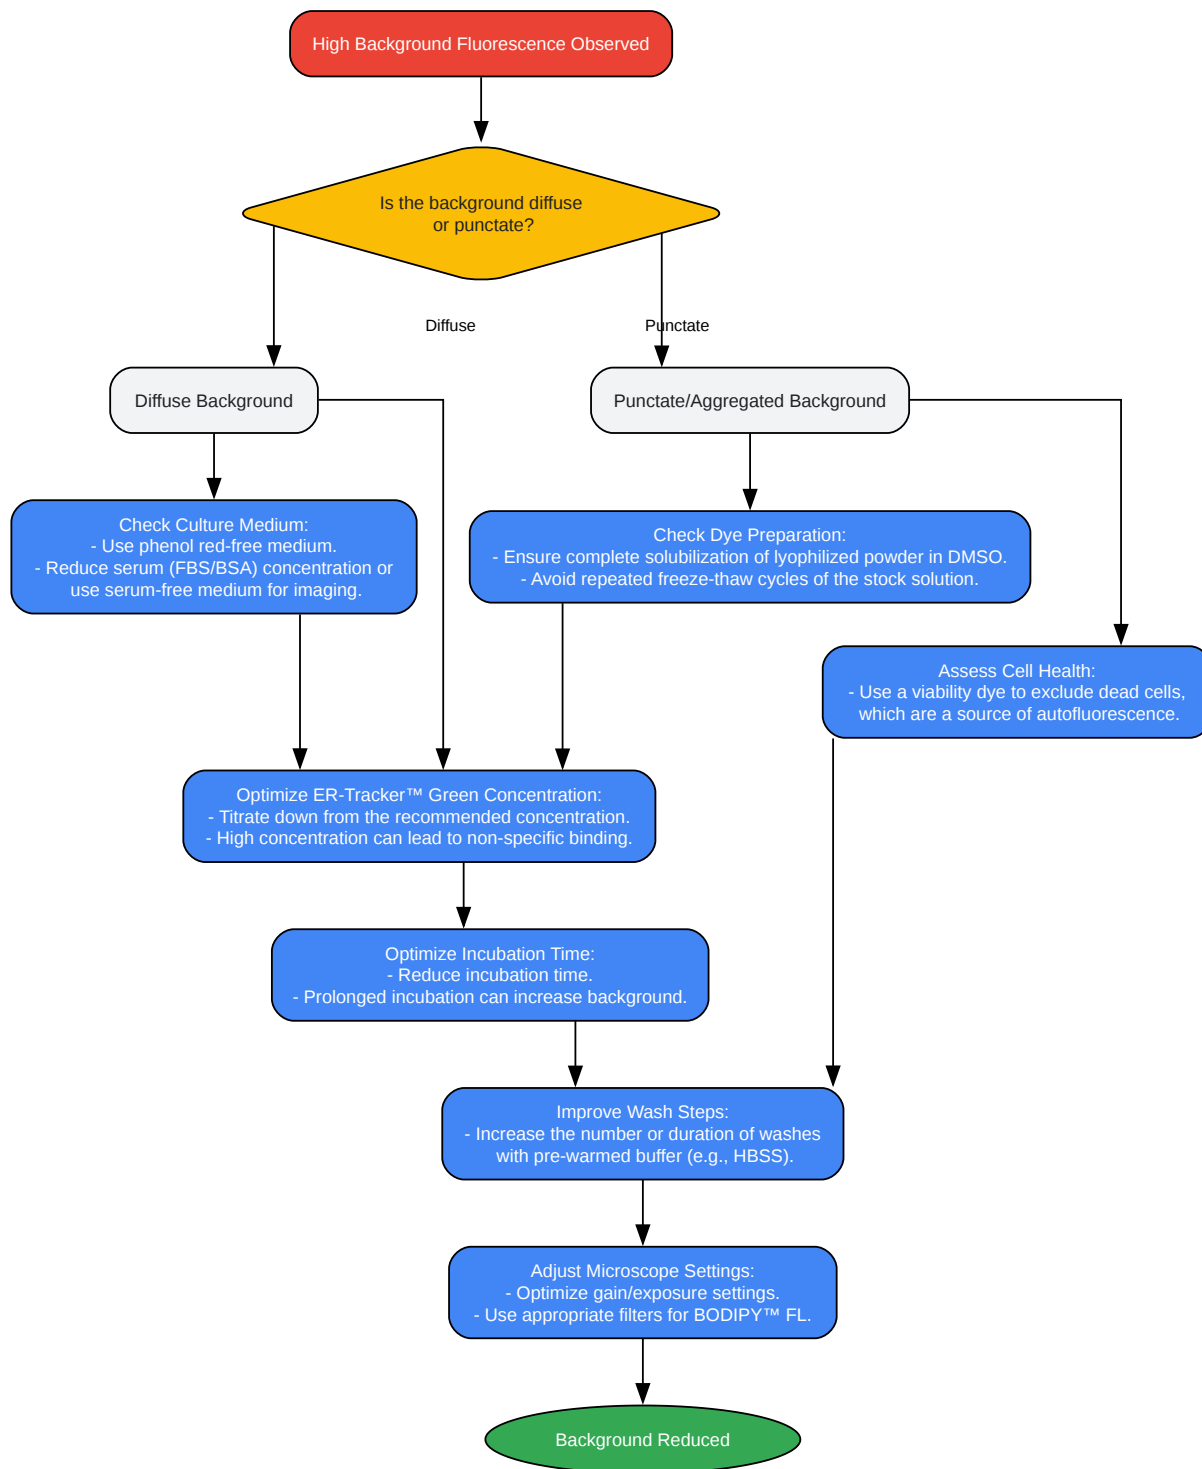 High Background Fluorescence Observed
Is the background diffuse
or punctate?
Diffuse
Punctate
Diffuse Background
Punctate/Aggregated Background
Check Culture Medium:
- Use phenol red-free medium.
- Reduce serum (FBS/BSA) concentration or
use serum-free medium for imaging.
Check Dye Preparation:
- Ensure complete solubilization of lyophilized powder in DMSO.
- Avoid repeated freeze-thaw cycles of the stock solution.
Assess Cell Health:
- Use a viability dye to exclude dead cells,
which are a source of autofluorescence.
Optimize ER-Tracker™ Green Concentration:
- Titrate down from the recommended concentration.
- High concentration can lead to non-specific binding.
Optimize Incubation Time:
- Reduce incubation time.
- Prolonged incubation can increase background.
Improve Wash Steps:
- Increase the number or duration of washes
with pre-warmed buffer (e.g., HBSS).
Adjust Microscope Settings:
- Optimize gain/exposure settings.
- Use appropriate filters for BODIPY™ FL.
Background Reduced